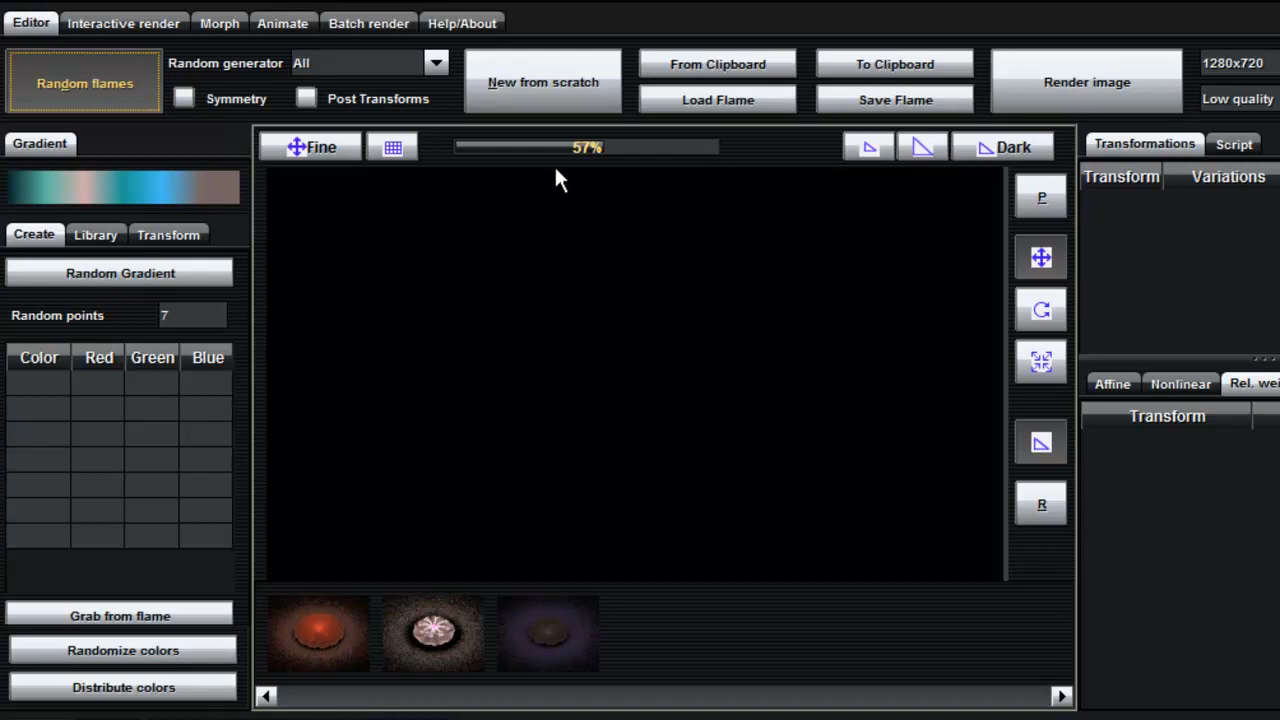 Editor Interactive render Morph Animate Batch render Help/About
Random flames
Random generator All
Symmetry Post Transforms
New from scratch
From Clipboard
Load Flame
To Clipboard
Save Flame
Render image
1280x720
Low quality
Gradient
Create Library Transform
Random Gradient
Random points 7
Color Red Green Blue
Grab from flame
Randomize colors
Distribute colors
Fine
57%
Dark
P
R
Transformations Script
Transform Variations
Affine Nonlinear Rel. wei
Transform